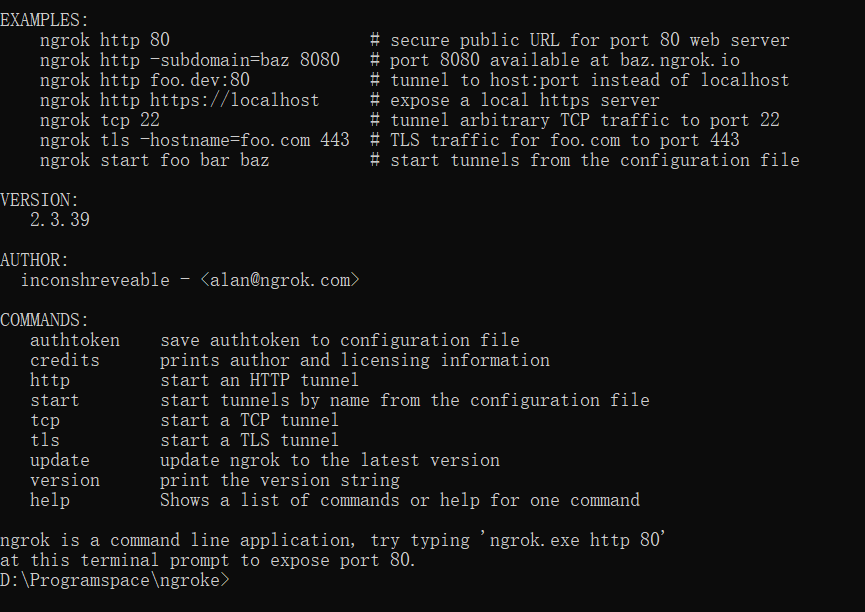 EXAMPLES:
    ngrok http 80                    # secure public URL for port 80 web server
    ngrok http -subdomain=baz 8080   # port 8080 available at baz.ngrok.io
    ngrok http foo.dev:80            # tunnel to host:port instead of localhost
    ngrok http https://localhost     # expose a local https server
    ngrok tcp 22                     # tunnel arbitrary TCP traffic to port 22
    ngrok tls -hostname=foo.com 443  # TLS traffic for foo.com to port 443
    ngrok start foo bar baz          # start tunnels from the configuration file

VERSION:
   2.3.39

AUTHOR:
  inconshreveable - <alan@ngrok.com>

COMMANDS:
   authtoken    save authtoken to configuration file
   credits      prints author and licensing information
   http         start an HTTP tunnel
   start        start tunnels by name from the configuration file
   tcp          start a TCP tunnel
   tls          start a TLS tunnel
   update       update ngrok to the latest version
   version      print the version string
   help         Shows a list of commands or help for one command

ngrok is a command line application, try typing 'ngrok.exe http 80'
at this terminal prompt to expose port 80.
D:\Programspace\ngroke>